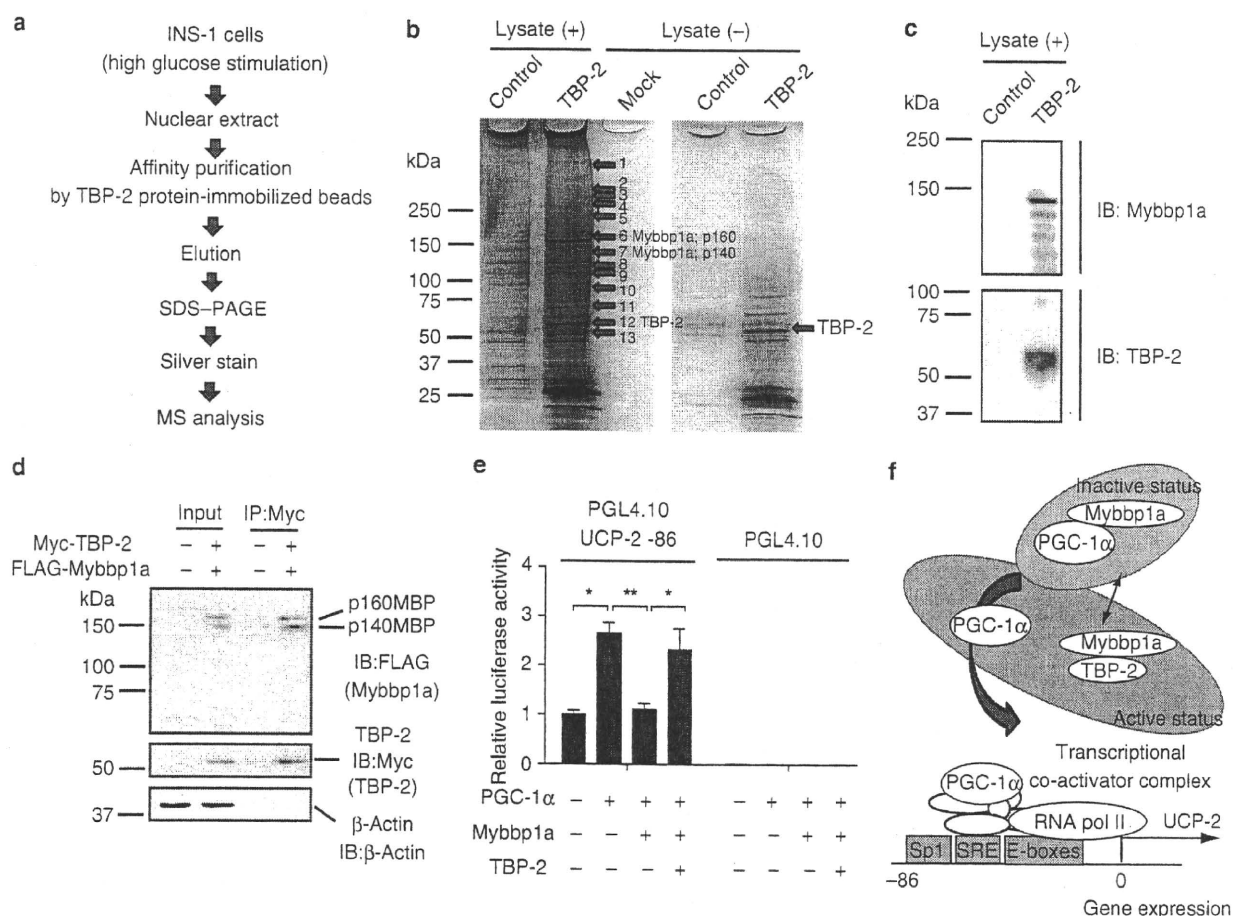 a
INS-1 cells
(high glucose stimulation)
Nuclear extract
Affinity purification
by TBP-2 protein-immobilized beads
Elution
SDS–PAGE
Silver stain
MS analysis
b
Lysate (+)
Lysate (–)
Control
TBP-2
Mock
Control
TBP-2
kDa
250
150
100
75
50
37
25
1
2
3
4
5
6 Mybbp1a; p160
7 Mybbp1a; p140
8
9
10
11
12 TBP-2
13
TBP-2
c
Lysate (+)
Control
TBP-2
kDa
250
150
IB: Mybbp1a
100
75
50
37
IB: TBP-2
d
Input IP:Myc
Myc-TBP-2 – + – +
FLAG-Mybbp1a – + – +
kDa
150
100
75
50
37
p160MBP
p140MBP
IB:FLAG
(Mybbp1a)
TBP-2
IB:Myc
(TBP-2)
β-Actin
IB:β-Actin
e
PGL4.10
UCP-2 -86
PGL4.10
Relative luciferase activity
4
3
2
1
0
* ** *
PGC-1α – + + + – + + +
Mybbp1a – – + + – – + +
TBP-2 – – – + – – – +
f
Inactive status
Mybbp1a
PGC-1α
PGC-1α
Mybbp1a
TBP-2
Active status
Transcriptional
co-activator complex
PGC-1α
RNA pol II
UCP-2
Sp1 SRE E-boxes
–86 0
Gene expression